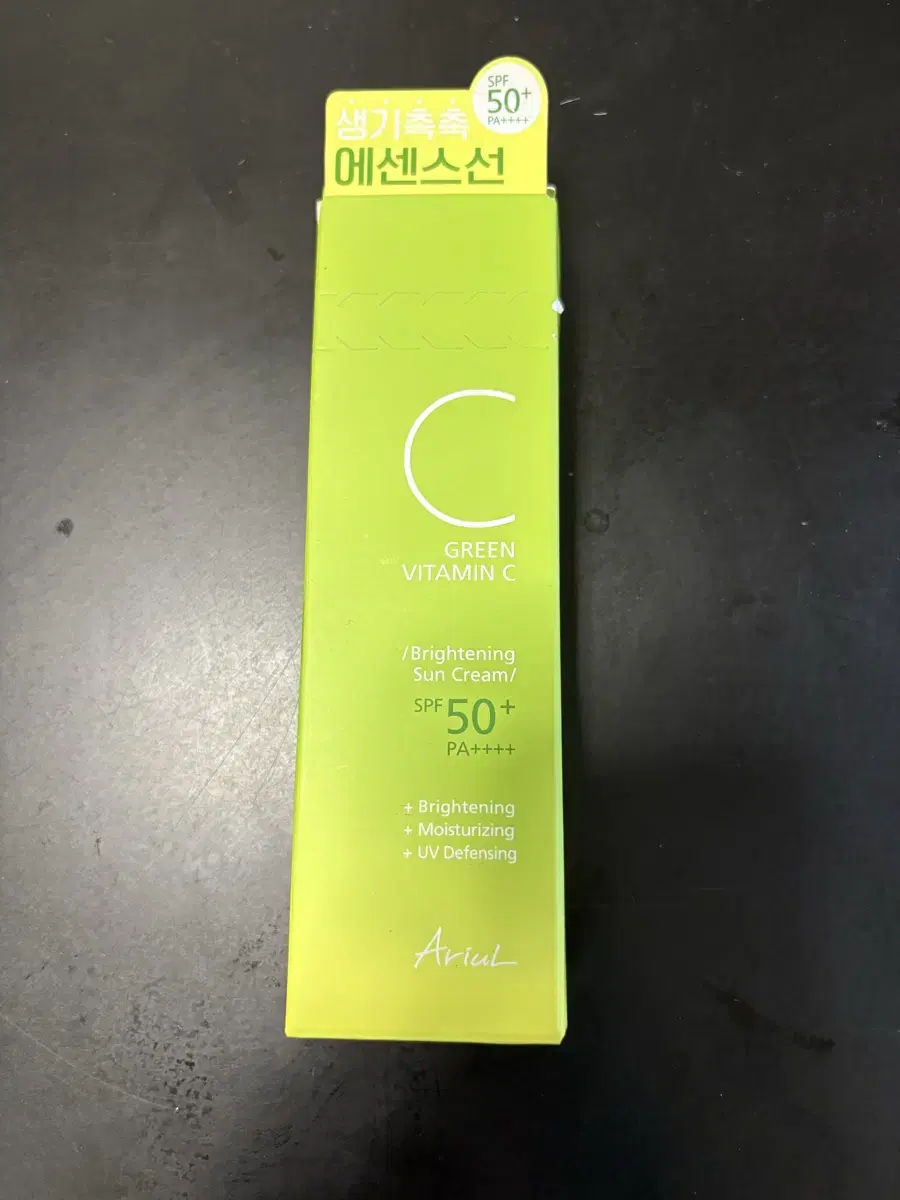 SPF
50+
PA++++
생기촉촉
에센스선
C
GREEN
VITAMIN C
/Brightening
Sun Cream/
SPF 50+
PA++++
+ Brightening
+ Moisturizing
+ UV Defensing
Ariul